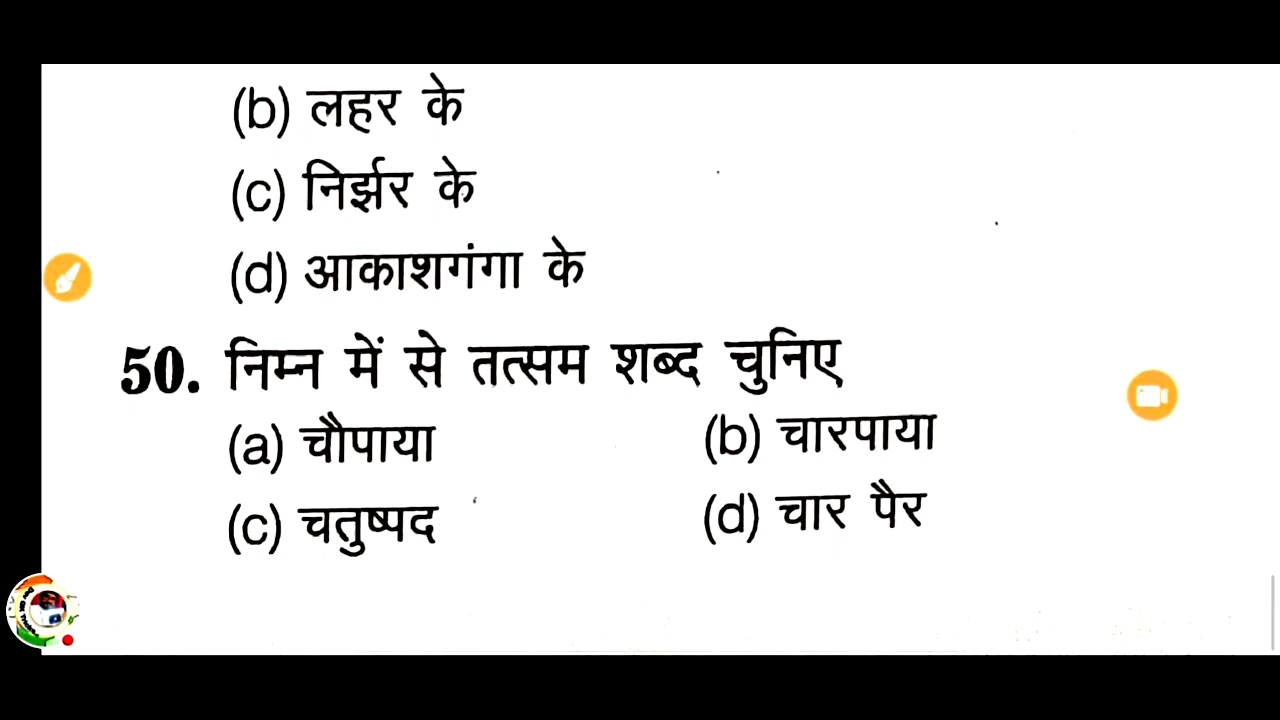 (b) लहर के
(c) निर्झर के
(d) आकाशगंगा के
50. निम्न में से तत्सम शब्द चुनिए
(a) चौपाया (b) चारपाया
(c) चतुष्पद (d) चार पैर